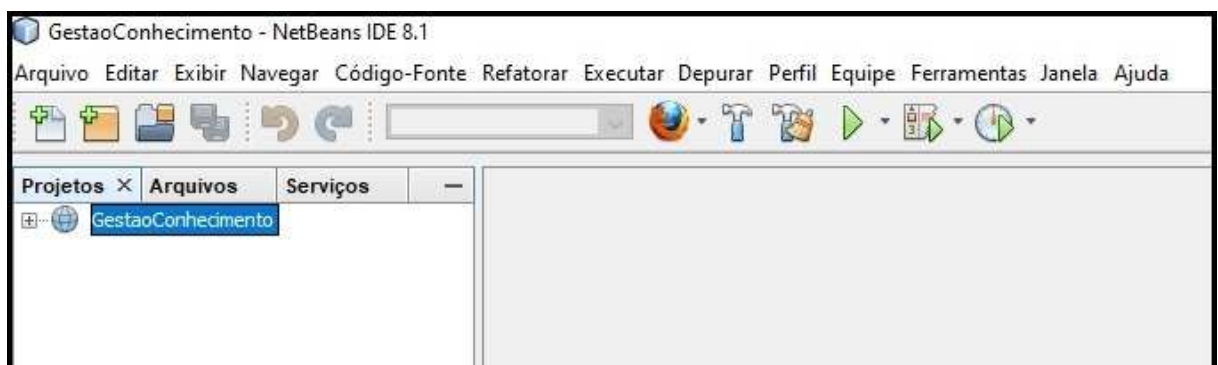 GestaoConhecimento - NetBeans IDE 8.1
Arquivo Editar Exibir Navegar Código-Fonte Refatorar Executar Depurar Perfil Equipe Ferramentas Janela Ajuda
Projetos Arquivos Serviços
GestaoConhecimento